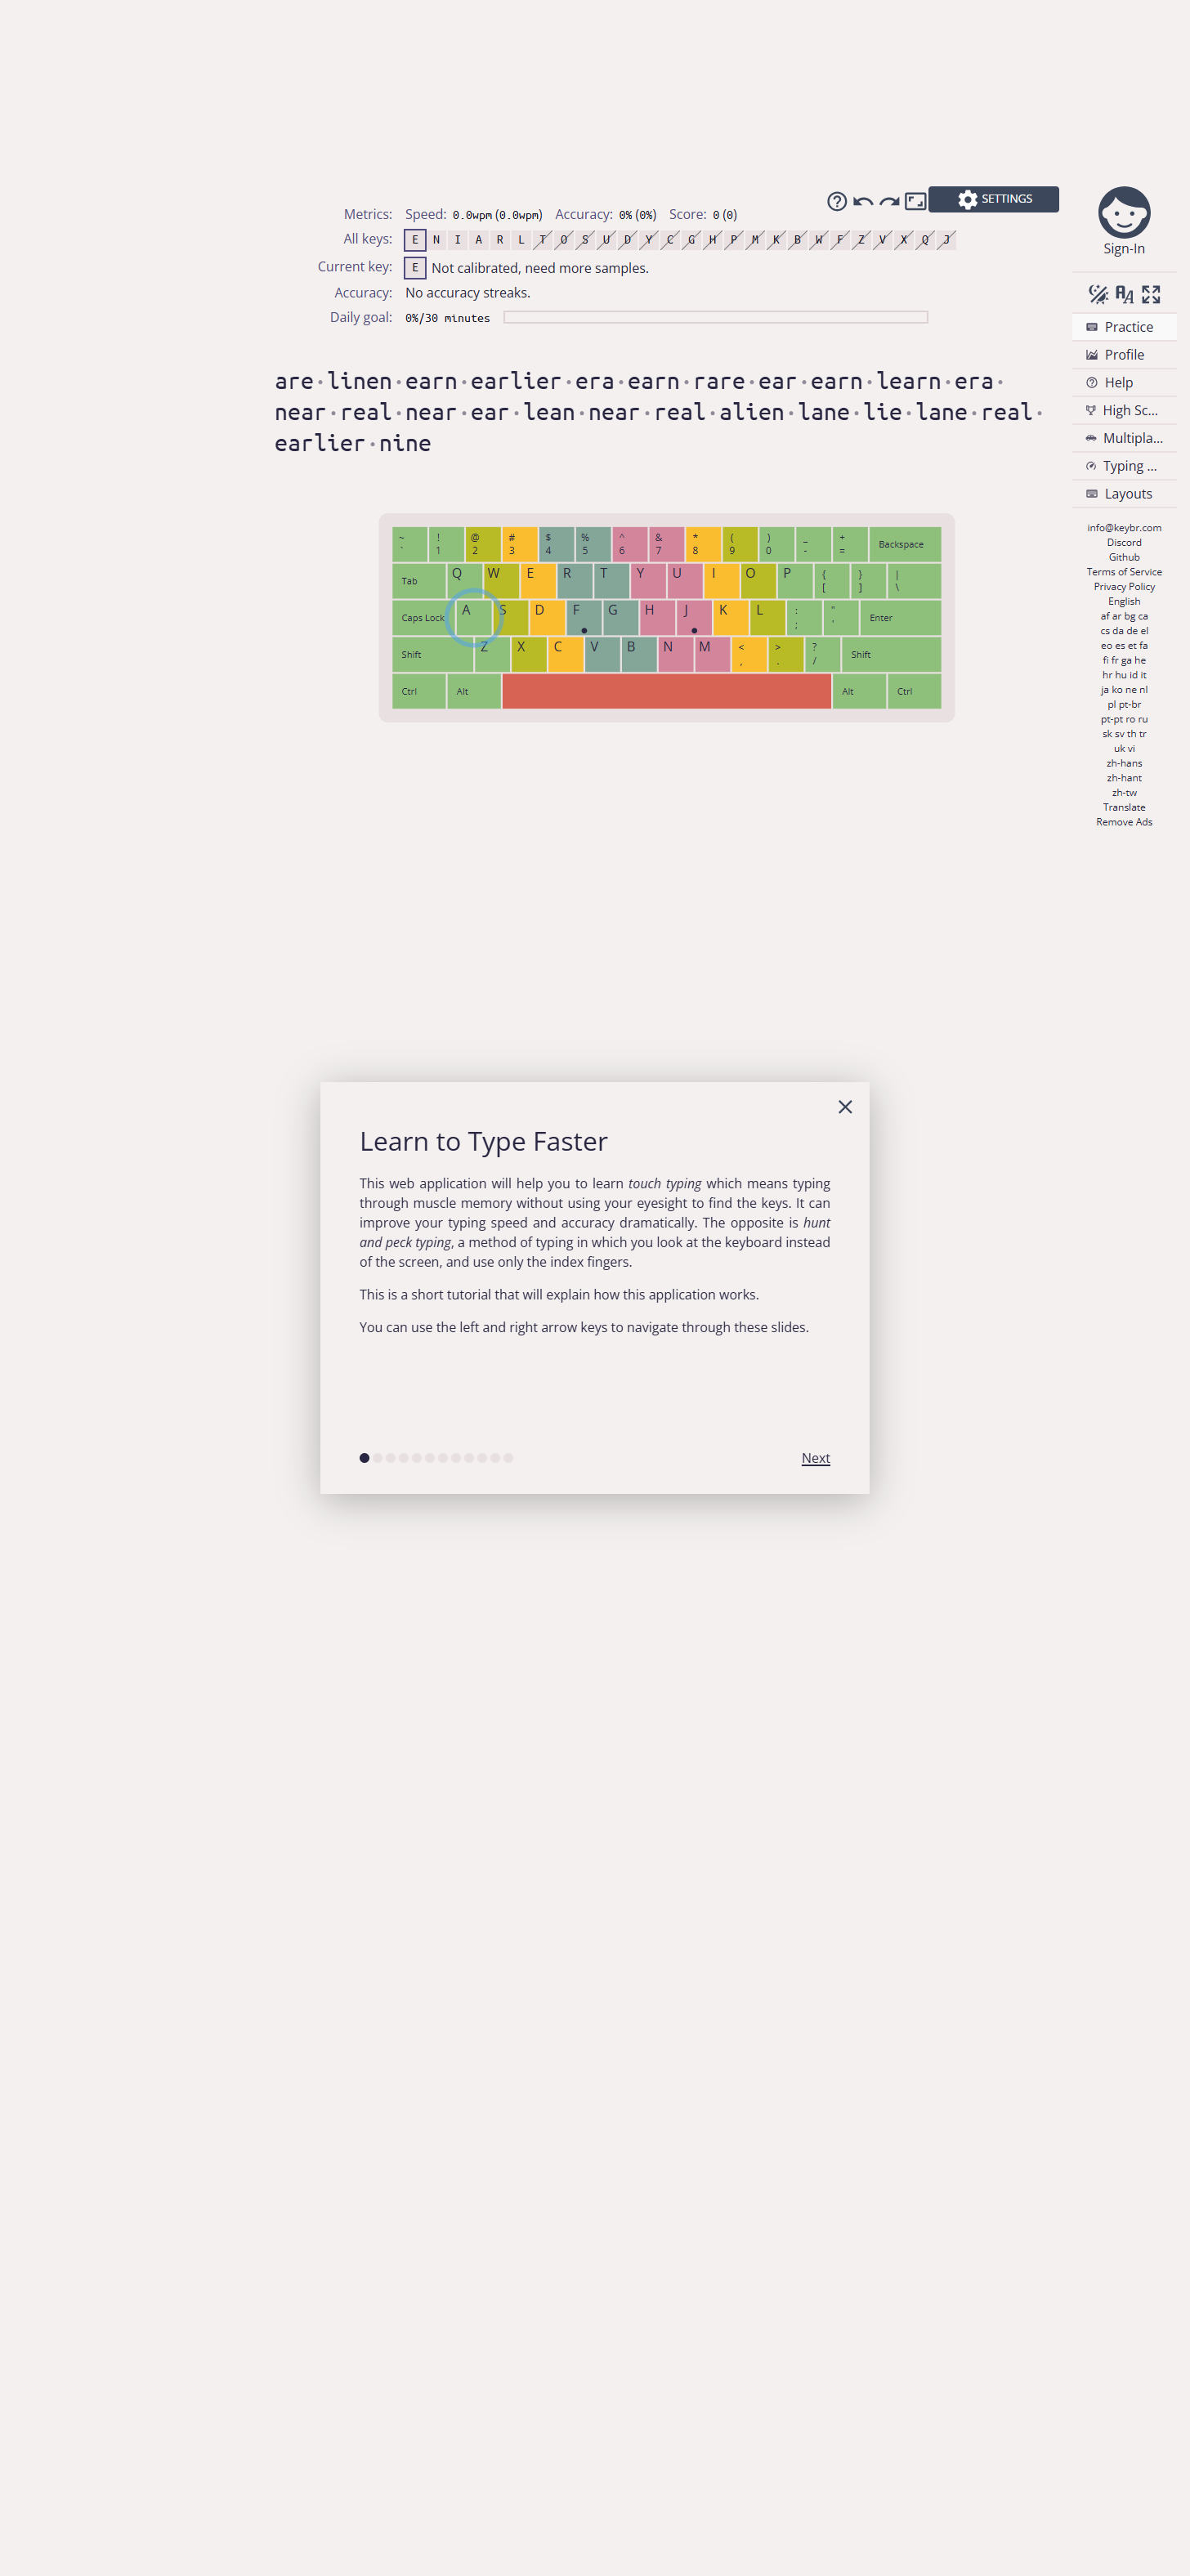 SETTINGS
Metrics: Speed: 0.0wpm (0.0wpm) Accuracy: 0% (0%) Score: 0 (0)
All keys: E N I A R L T O S U D Y C G H P M K B W F Z V X Q J
Current key: E Not calibrated, need more samples.
Accuracy: No accuracy streaks.
Daily goal: 0%/30 minutes
are·linen·earn·earlier·era·earn·rare·ear·earn·learn·era·
near·real·near·ear·lean·near·real·alien·lane·lie·lane·real·
earlier·nine
~ ! @ # $ % ^ & * ( ) _ +
` 1 2 3 4 5 6 7 8 9 0 - = Backspace
Tab Q W E R T Y U I O P { } |
[ ] \
Caps Lock A S D F G H J K L : " Enter
; '
Shift Z X C V B N M < > ? Shift
, . /
Ctrl Alt Alt Ctrl
Sign-In
AA
Practice
Profile
Help
High Sc...
Multipla...
Typing ...
Layouts
info@keybr.com
Discord
Github
Terms of Service
Privacy Policy
English
af ar bg ca
cs da de el
eo es et fa
fi fr ga he
hr hu id it
ja ko ne nl
pl pt-br
pt-pt ro ru
sk sv th tr
uk vi
zh-hans
zh-hant
zh-tw
Translate
Remove Ads
Learn to Type Faster
This web application will help you to learn touch typing which means typing
through muscle memory without using your eyesight to find the keys. It can
improve your typing speed and accuracy dramatically. The opposite is hunt
and peck typing, a method of typing in which you look at the keyboard instead
of the screen, and use only the index fingers.
This is a short tutorial that will explain how this application works.
You can use the left and right arrow keys to navigate through these slides.
Next